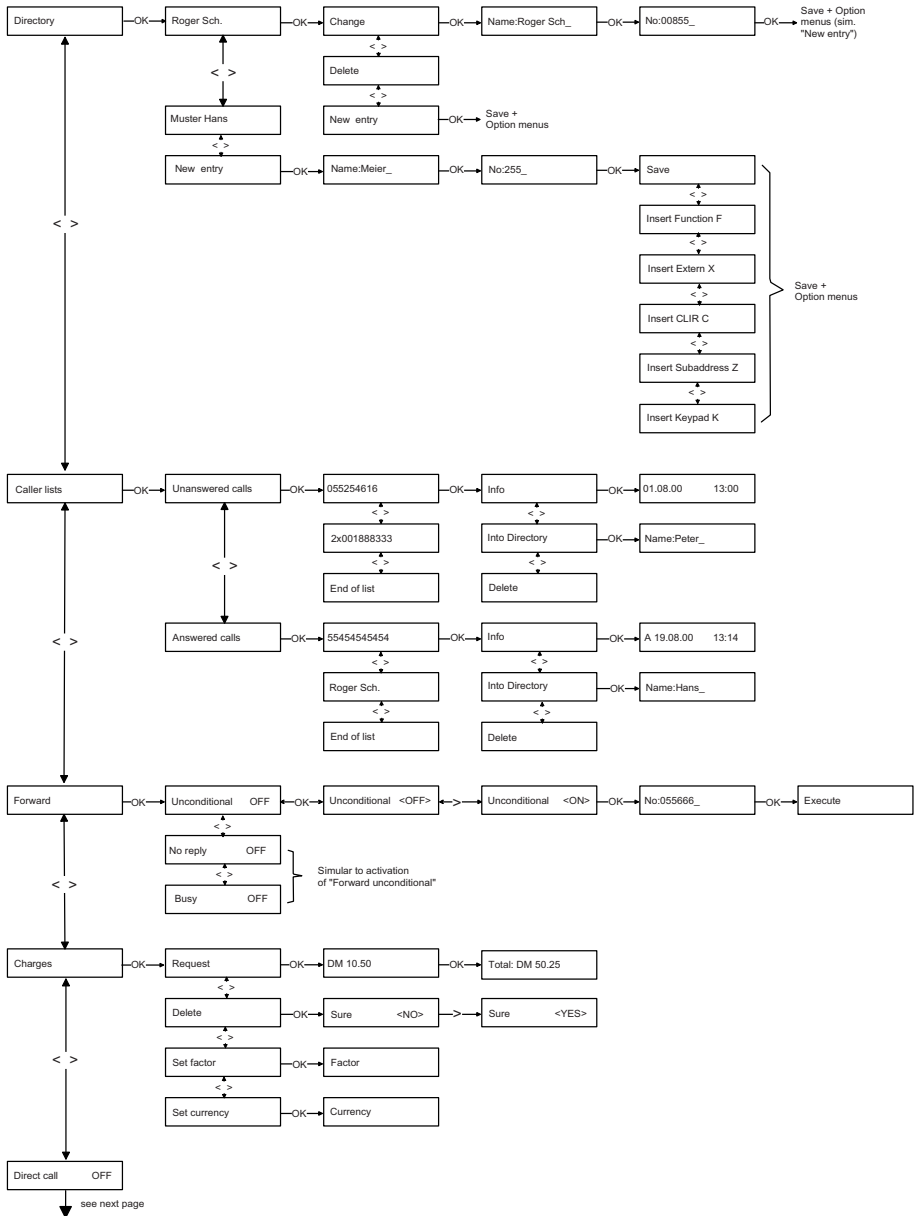 Directory OK Roger Sch. OK Change OK Name:Roger Sch_ OK No:00855_ OK Save + Option
menus (sim.
"New entry")
< >
< >
Delete
< >
Muster Hans New entry OK Save +
Option menus
< >
New entry OK Name:Meier_ OK No:255_ OK Save
< >
< >
Insert Function F
< >
Insert Extern X
Save +
Option menus
< >
Insert CLIR C
< >
Insert Subaddress Z
< >
Insert Keypad K
Caller lists OK Unanswered calls OK 055254616 OK Info OK 01.08.00 13:00
< > < >
2x001888333 Into Directory OK Name:Peter_
< >
< > < >
End of list Delete
< >
Answered calls OK 55454545454 OK Info OK A 19.08.00 13:14
< > < >
Roger Sch. Into Directory OK Name:Hans_
< > < >
End of list Delete
Forward OK Unconditional OFF OK Unconditional <OFF> > Unconditional <ON> OK No:055666_ OK Execute
< >
No reply OFF
Simular to activation
of "Forward unconditional"
< >
< >
Busy OFF
Charges OK Request OK DM 10.50 OK Total: DM 50.25
< >
Delete OK Sure <NO> > Sure <YES>
< >
< >
Set factor OK Factor
< >
Set currency OK Currency
Direct call OFF
see next page